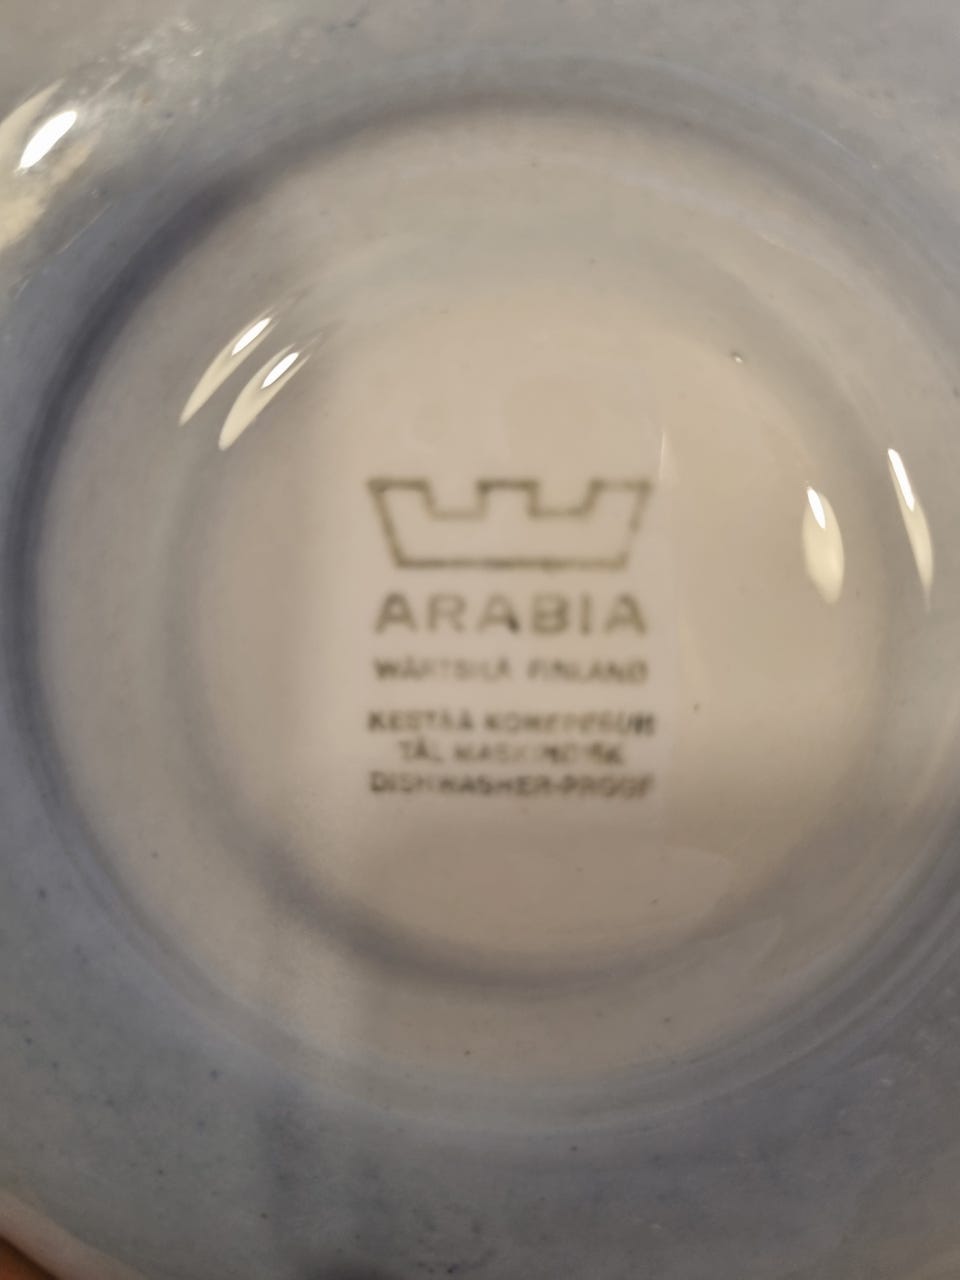 ARABIA
WÄRTSILÄ FINLAND
KESTÄÄ KONEPESUN
TÅL MASKINDISK
DISHWASHER-PROOF